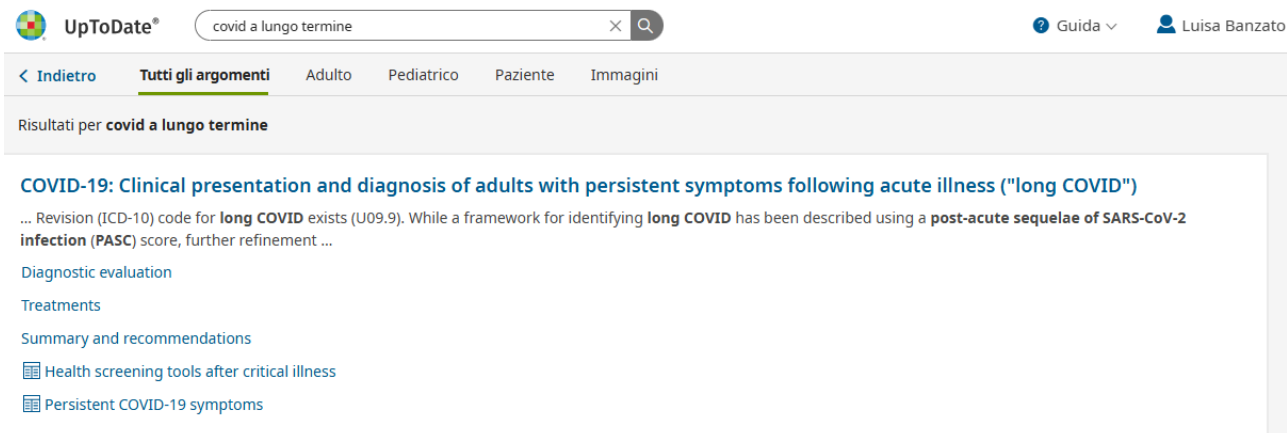 UpToDate®
covid a lungo termine
Guida
Luisa Banzato
Indietro
Tutti gli argomenti
Adulto
Pediatrico
Paziente
Immagini
Risultati per covid a lungo termine
COVID-19: Clinical presentation and diagnosis of adults with persistent symptoms following acute illness ("long COVID")
... Revision (ICD-10) code for long COVID exists (U09.9). While a framework for identifying long COVID has been described using a post-acute sequelae of SARS-CoV-2
infection (PASC) score, further refinement ...
Diagnostic evaluation
Treatments
Summary and recommendations
Health screening tools after critical illness
Persistent COVID-19 symptoms